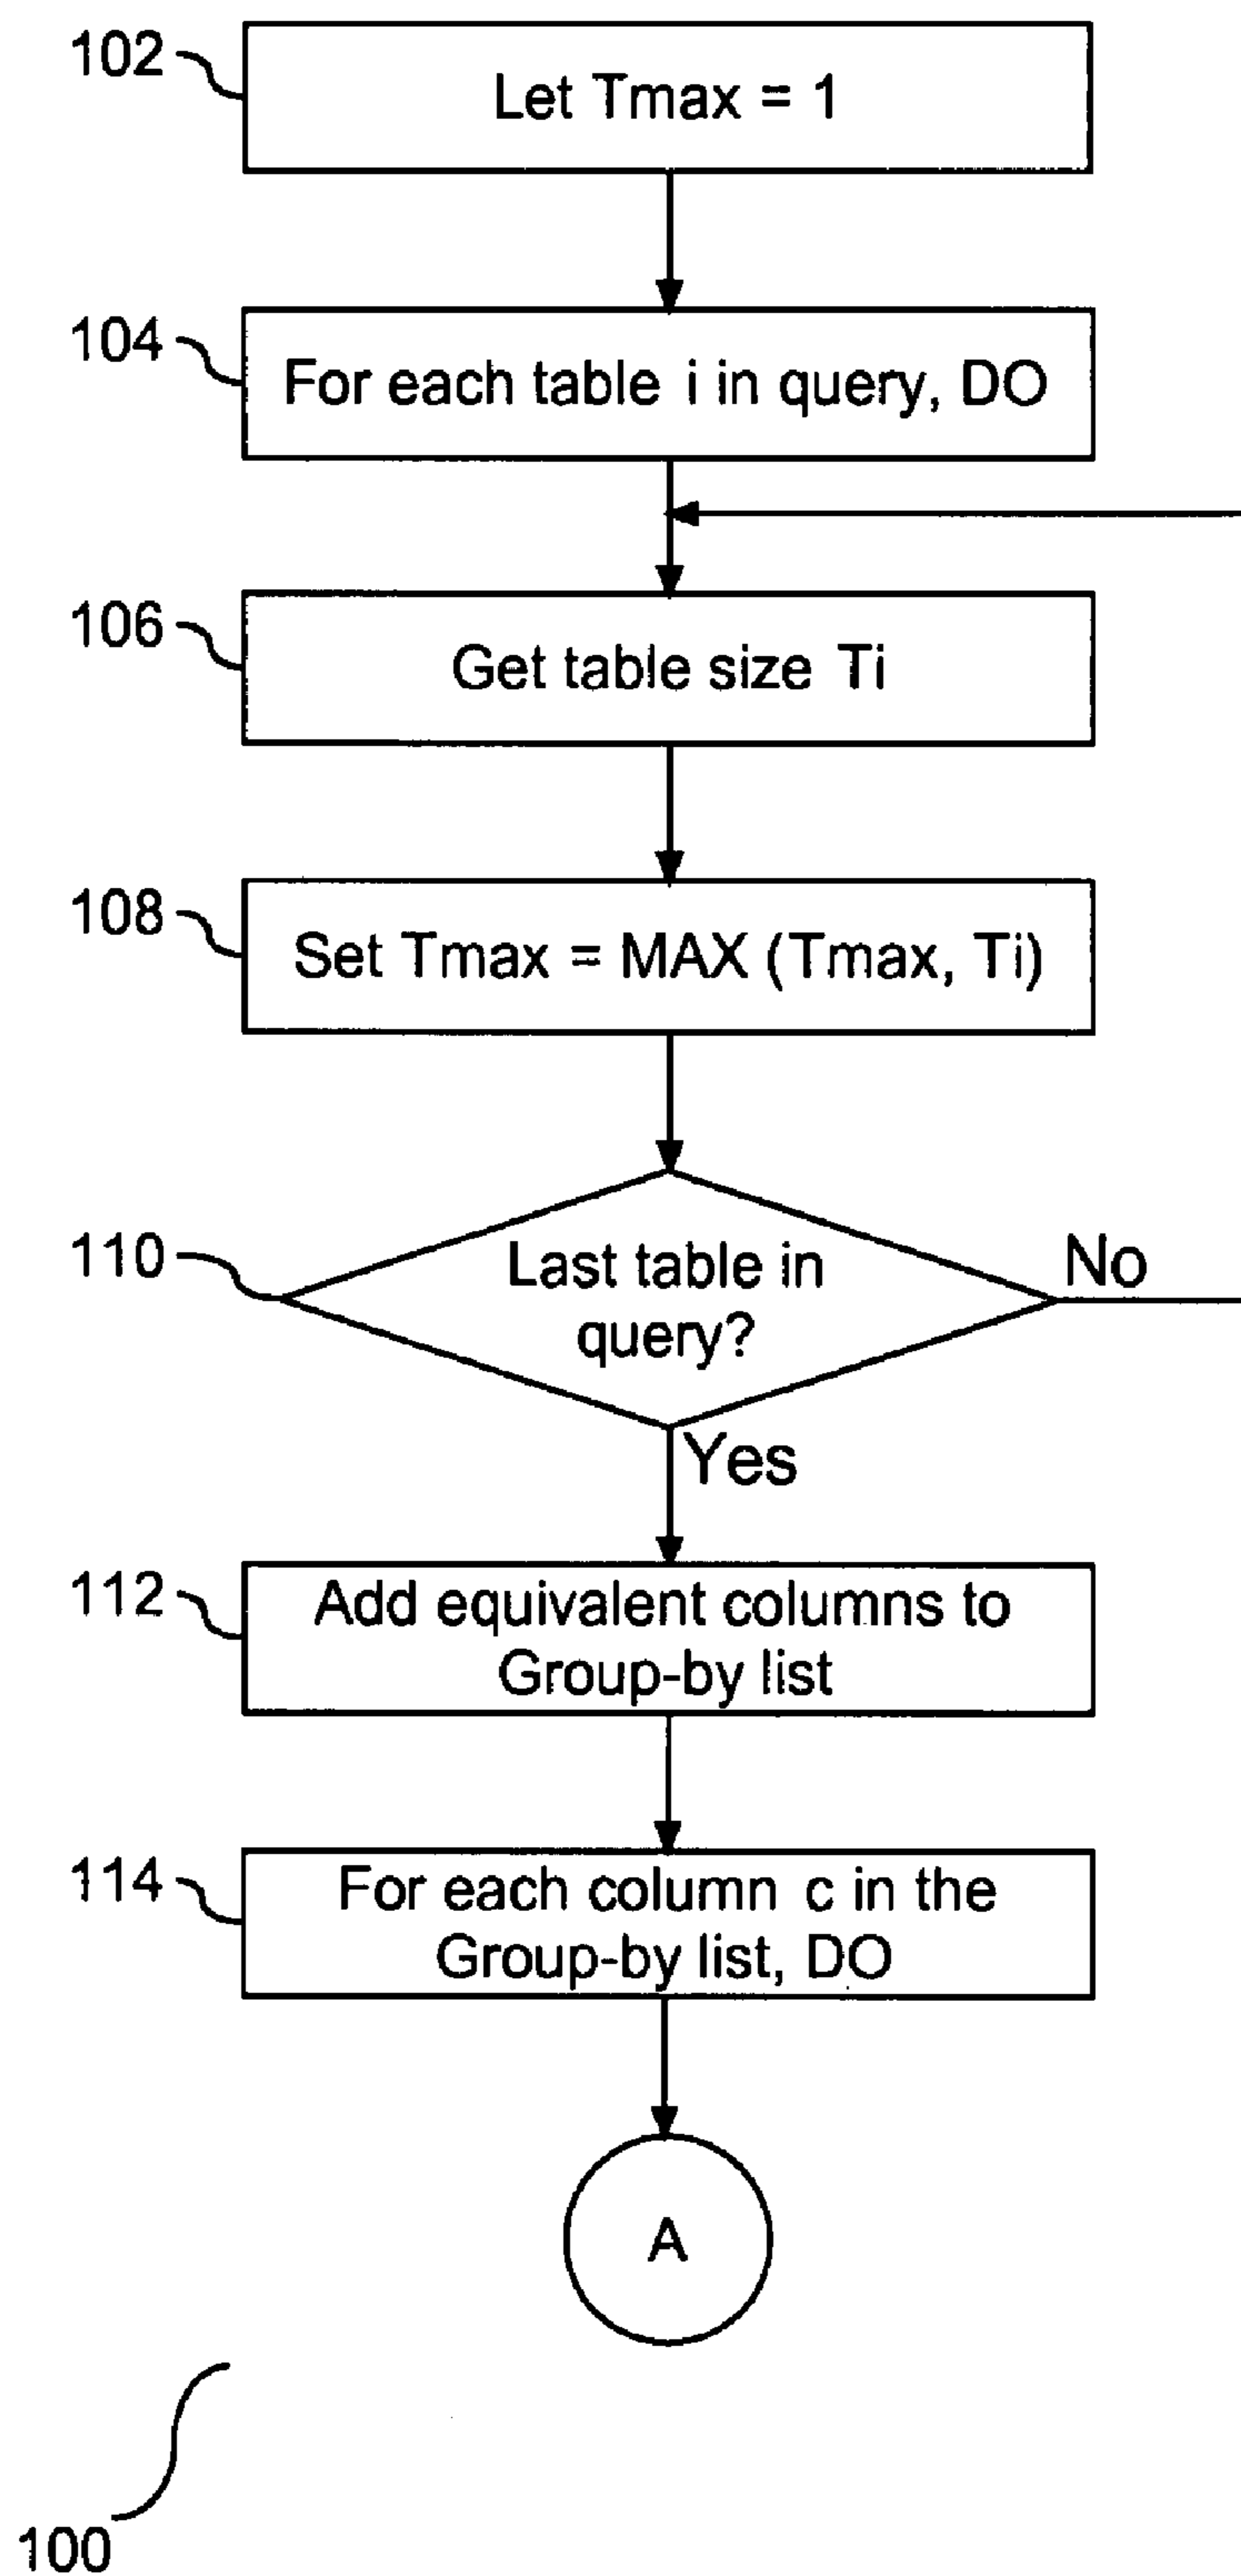 102
Let Tmax = 1
104
For each table i in query, DO
106
Get table size Ti
108
Set Tmax = MAX (Tmax, Ti)
110
Last table in
query?
No
Yes
112
Add equivalent columns to
Group-by list
114
For each column c in the
Group-by list, DO
A
100